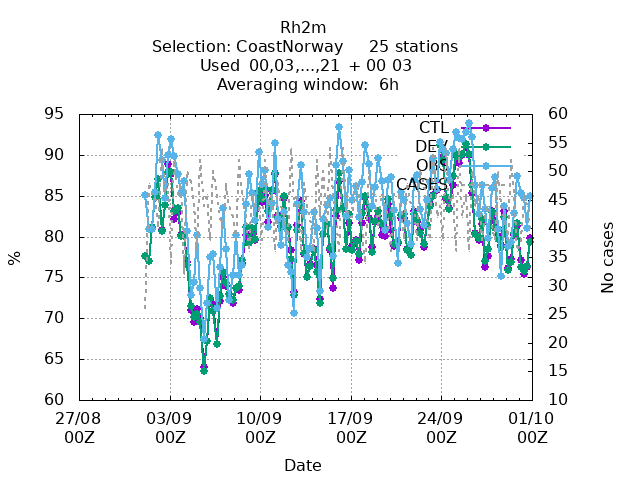 Rh2m
Selection: CoastNorway 25 stations
Used 00,03,...,21 + 00 03
Averaging window: 6h
95 60
CTL
55
90 DEV
50
OBS
CASES
85 45
80 40
35
75 30
70 25
20
65 15
60 10
% No cases
27/08 03/09 10/09 17/09 24/09 01/10
00Z 00Z 00Z 00Z 00Z 00Z
Date